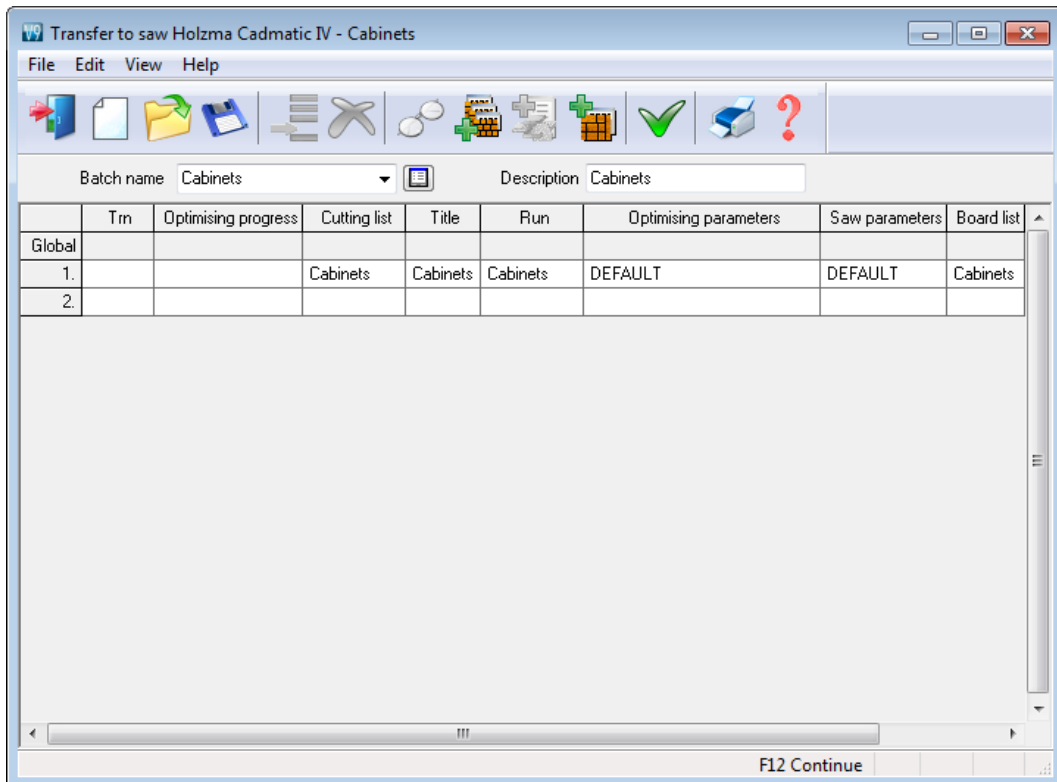 V9 Transfer to saw Holzma Cadmatic IV - Cabinets
File Edit View Help
Batch name Cabinets Description Cabinets
Trn Optimising progress Cutting list Title Run Optimising parameters Saw parameters Board list
Global
1. Cabinets Cabinets Cabinets DEFAULT DEFAULT Cabinets
2.
F12 Continue